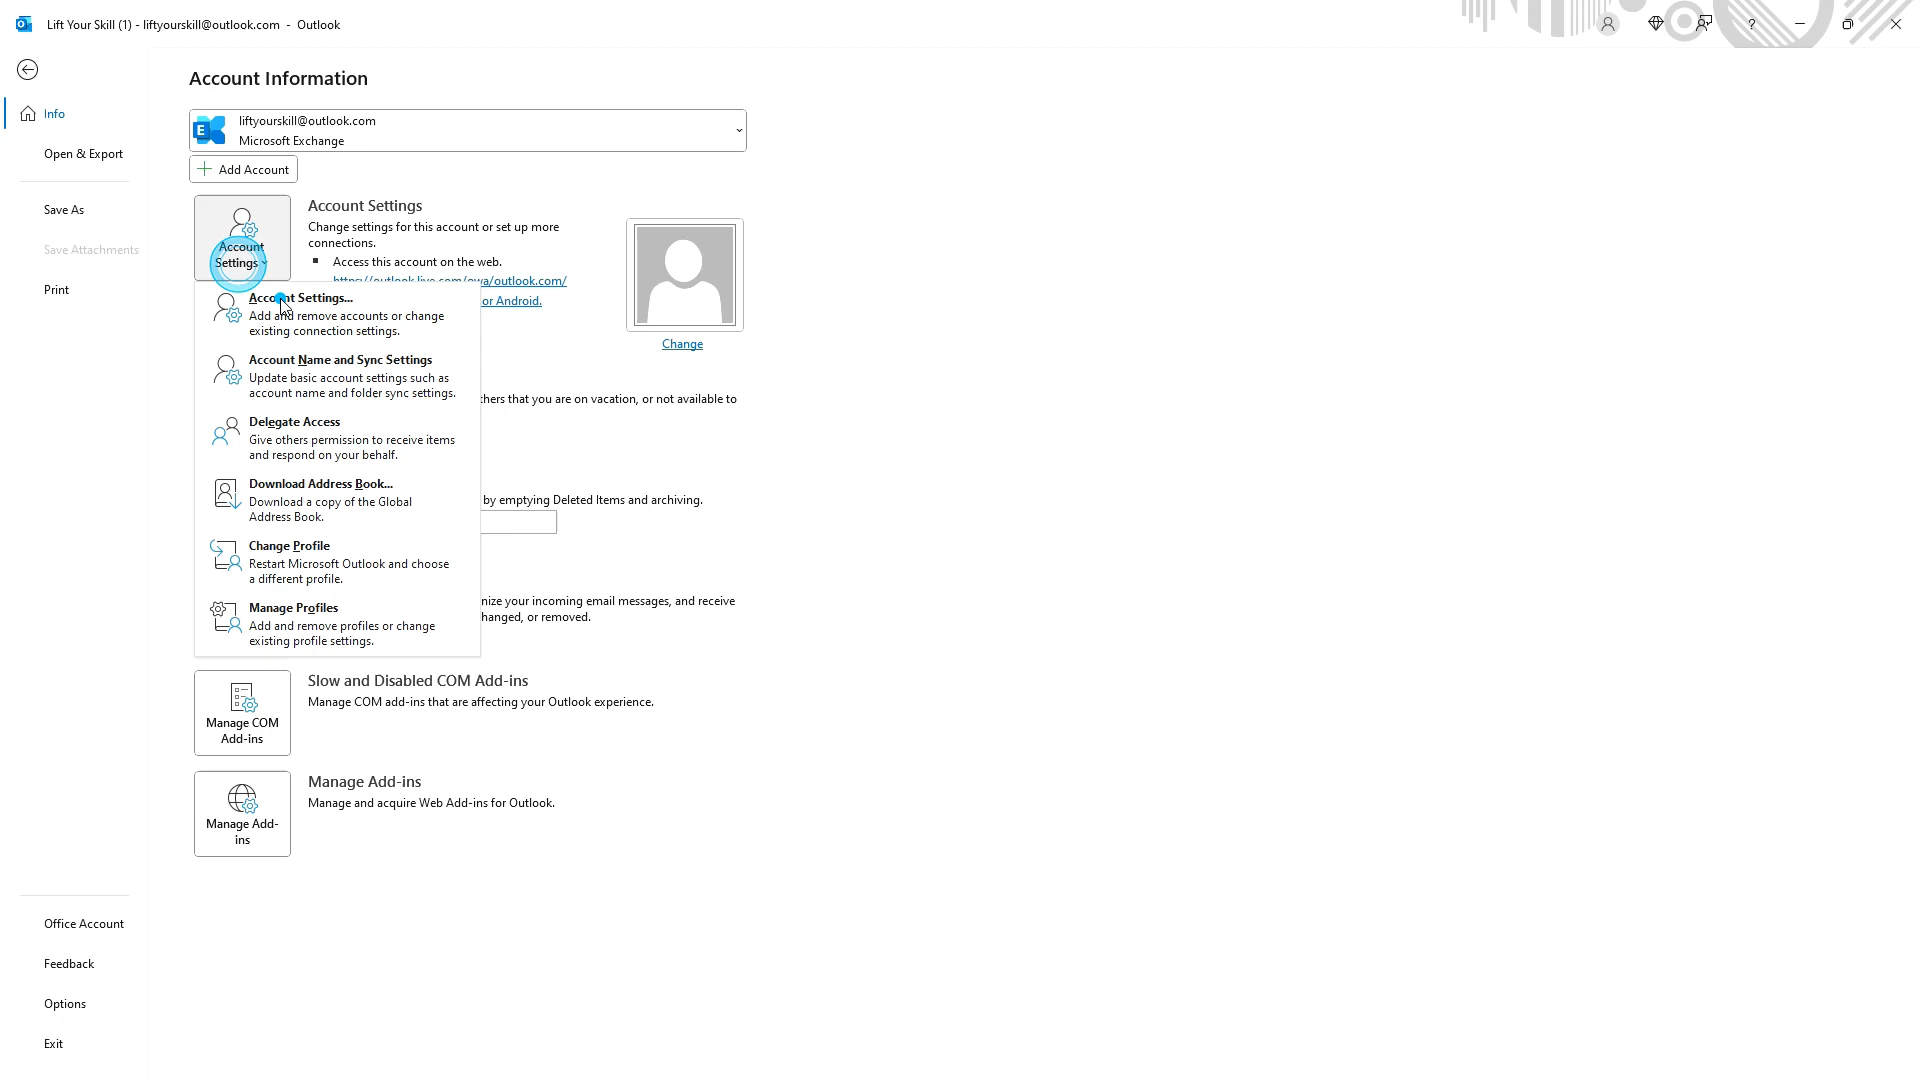 Lift Your Skill (1) - liftyourskill@outlook.com - Outlook
?
Account Information
Info
Open & Export
Save As
Save Attachments
Print
liftyourskill@outlook.com
Microsoft Exchange
Add Account
Account
Settings
Account Settings
Change settings for this account or set up more
connections.
Access this account on the web.
https://outlook.live.com/owa/outlook.com/
or Android.
Change
Account Settings...
Add and remove accounts or change
existing connection settings.
Account Name and Sync Settings
Update basic account settings such as
account name and folder sync settings.
thers that you are on vacation, or not available to
Delegate Access
Give others permission to receive items
and respond on your behalf.
Download Address Book...
Download a copy of the Global
Address Book.
by emptying Deleted Items and archiving.
Change Profile
Restart Microsoft Outlook and choose
a different profile.
Manage Profiles
Add and remove profiles or change
existing profile settings.
nize your incoming email messages, and receive
hanged, or removed.
Manage COM
Add-ins
Slow and Disabled COM Add-ins
Manage COM add-ins that are affecting your Outlook experience.
Manage Add-
ins
Manage Add-ins
Manage and acquire Web Add-ins for Outlook.
Office Account
Feedback
Options
Exit